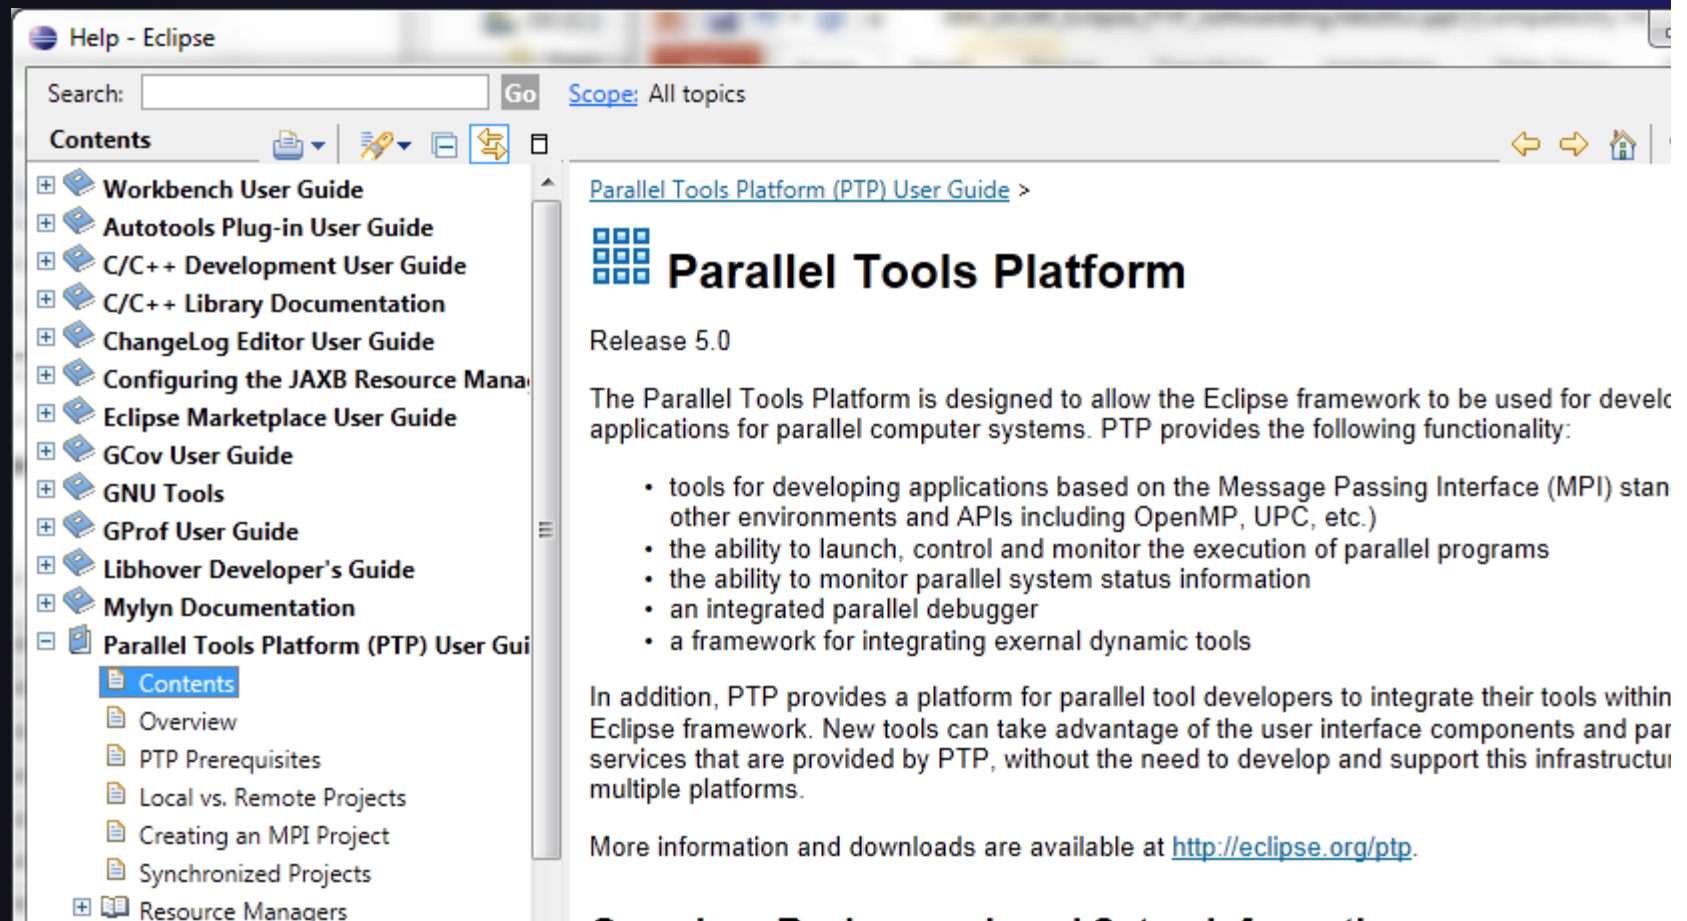 Help - Eclipse
Search:
Go
Scope: All topics
Contents
Workbench User Guide
Autotools Plug-in User Guide
C/C++ Development User Guide
C/C++ Library Documentation
ChangeLog Editor User Guide
Configuring the JAXB Resource
Eclipse Marketplace User Guide
GCov User Guide
GNU Tools
GProf User Guide
Libhover Developer's Guide
Mylyn Documentation
Parallel Tools Platform (PTP) User
Contents
Overview
PTP Prerequisites
Local vs. Remote Projects
Creating an MPI Project
Synchronized Projects
Resource Managers
Parallel Tools Platform (PTP) User Guide >
Parallel Tools Platform
Release 5.0
The Parallel Tools Platform is designed to allow the Eclipse framework to be used for
applications for parallel computer systems. PTP provides the following functionality:
• tools for developing applications based on the Message Passing Interface (MPI)
other environments and APIs including OpenMP, UPC, etc.)
• the ability to launch, control and monitor the execution of parallel programs
• the ability to monitor parallel system status information
• an integrated parallel debugger
• a framework for integrating exernal dynamic tools
In addition, PTP provides a platform for parallel tool developers to integrate their tools within
Eclipse framework. New tools can take advantage of the user interface components and
services that are provided by PTP, without the need to develop and support this
multiple platforms.
More information and downloads are available at http://eclipse.org/ptp.